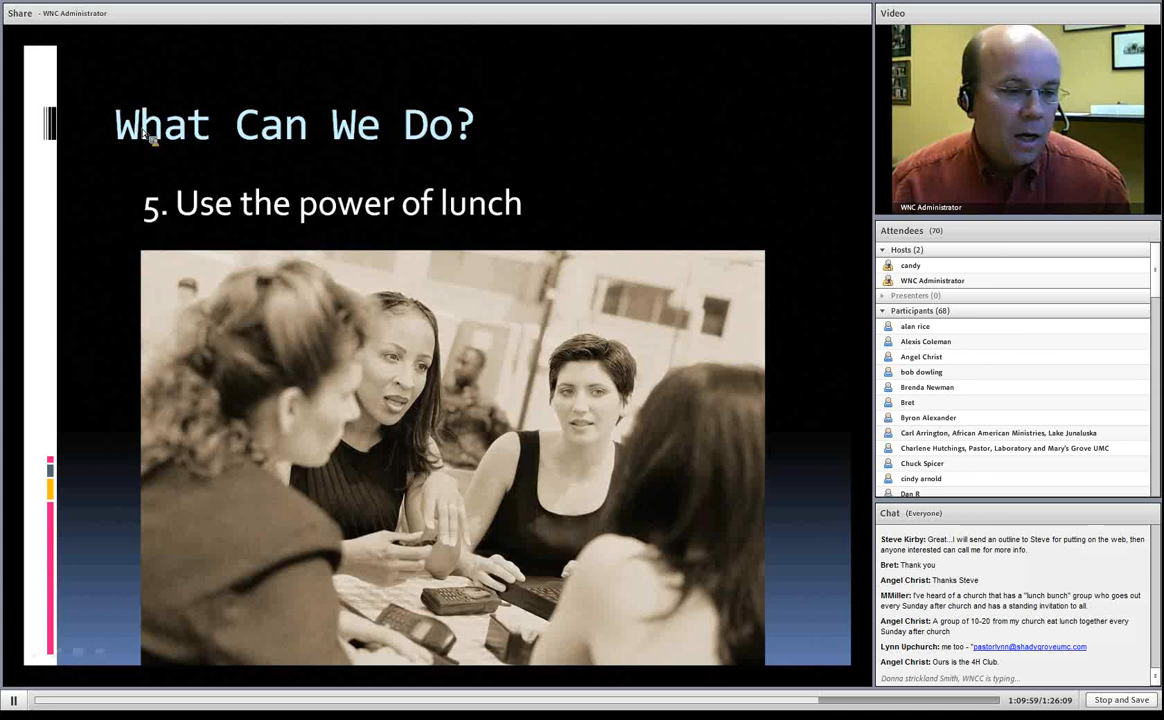 Share - WNC Administrator
What Can We Do?
5. Use the power of lunch
Video
WNC Administrator
Attendees (70)
Hosts (2)
candy
WNC Administrator
Presenters (0)
Participants (68)
alan rice
Alexis Coleman
Angel Christ
bob dowling
Brenda Newman
Bret
Byron Alexander
Carl Arrington, African American Ministries, Lake Junaluska
Charlene Hutchings, Pastor, Laboratory and Mary's Grove UMC
Chuck Spicer
cindy arnold
Dan R
Chat (Everyone)
Steve Kirby: Great...I will send an outline to Steve for putting on the web, then
anyone interested can call me for more info.
Bret: Thank you
Angel Christ: Thanks Steve
MMiller: I've heard of a church that has a "lunch bunch" group who goes out
every Sunday after church and has a standing invitation to all.
Angel Christ: A group of 10-20 from my church eat lunch together every
Sunday after church
Lynn Upchurch: me too - "pastorlynn@shadygroveumc.com
Angel Christ: Ours is the 4H Club.
Donna strickland Smith, WNCC is typing...
1:09:59/1:26:09
Stop and Save